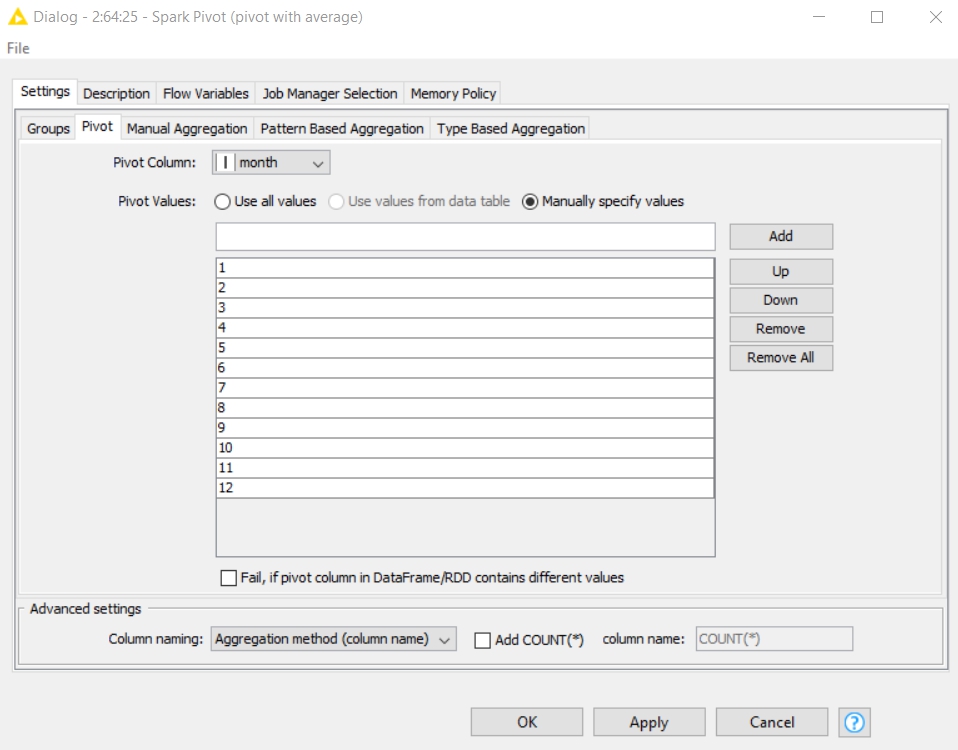 Dialog - 2:64:25 - Spark Pivot (pivot with average)
File
Settings Description Flow Variables Job Manager Selection Memory Policy
Groups Pivot Manual Aggregation Pattern Based Aggregation Type Based Aggregation
Pivot Column: I month
Pivot Values: Use all values Use values from data table Manually specify values
Add
1
Up
2
3
Down
4
Remove
5
Remove All
6
7
8
9
10
11
12
Fail, if pivot column in DataFrame/RDD contains different values
Advanced settings
Column naming: Aggregation method (column name) Add COUNT(*) column name: COUNT(*)
OK Apply Cancel ?